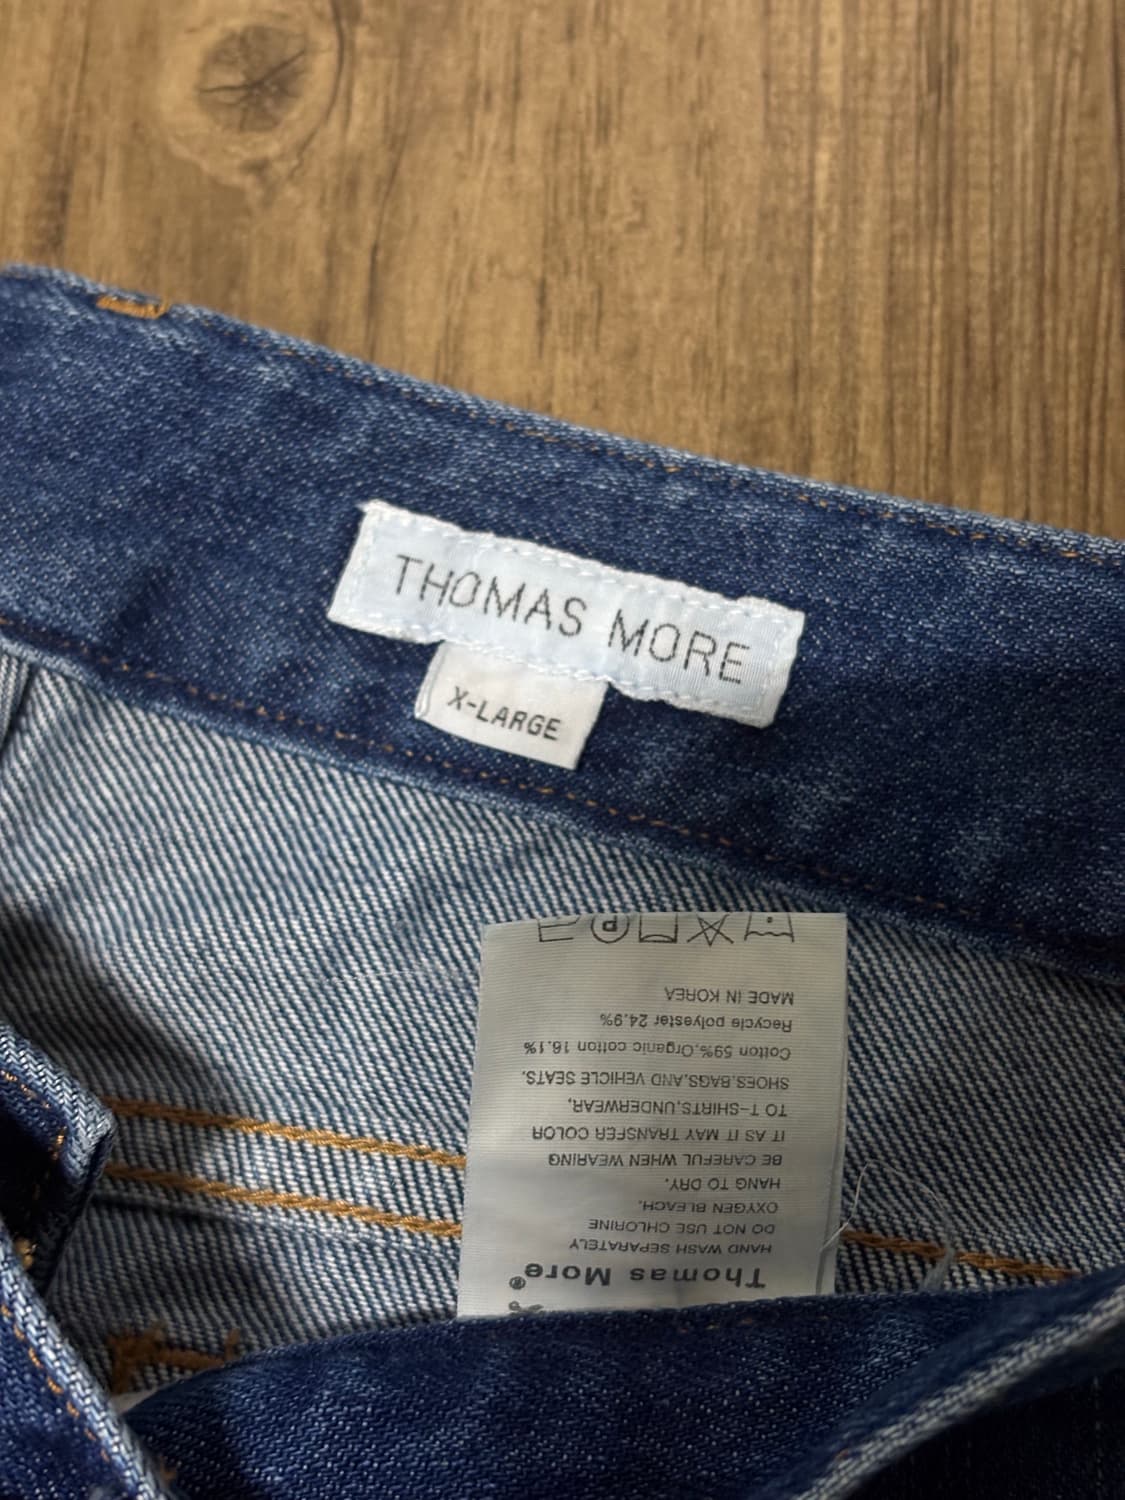 THOMAS MORE
X-LARGE
Thomas More®
HAND WASH SEPARATELY
DO NOT USE CHLORINE
OXYGEN BLEACH.
HANG TO DRY.
BE CAREFUL WHEN WEARING
IT AS IT MAY TRANSFER COLOR
TO T-SHIRTS,UNDERWEAR,
SHOES,BAGS,AND VEHICLE SEATS.
Cotton 59%,Organic cotton 16.1%
Recycle polyester 24.9%
MADE IN KOREA
P